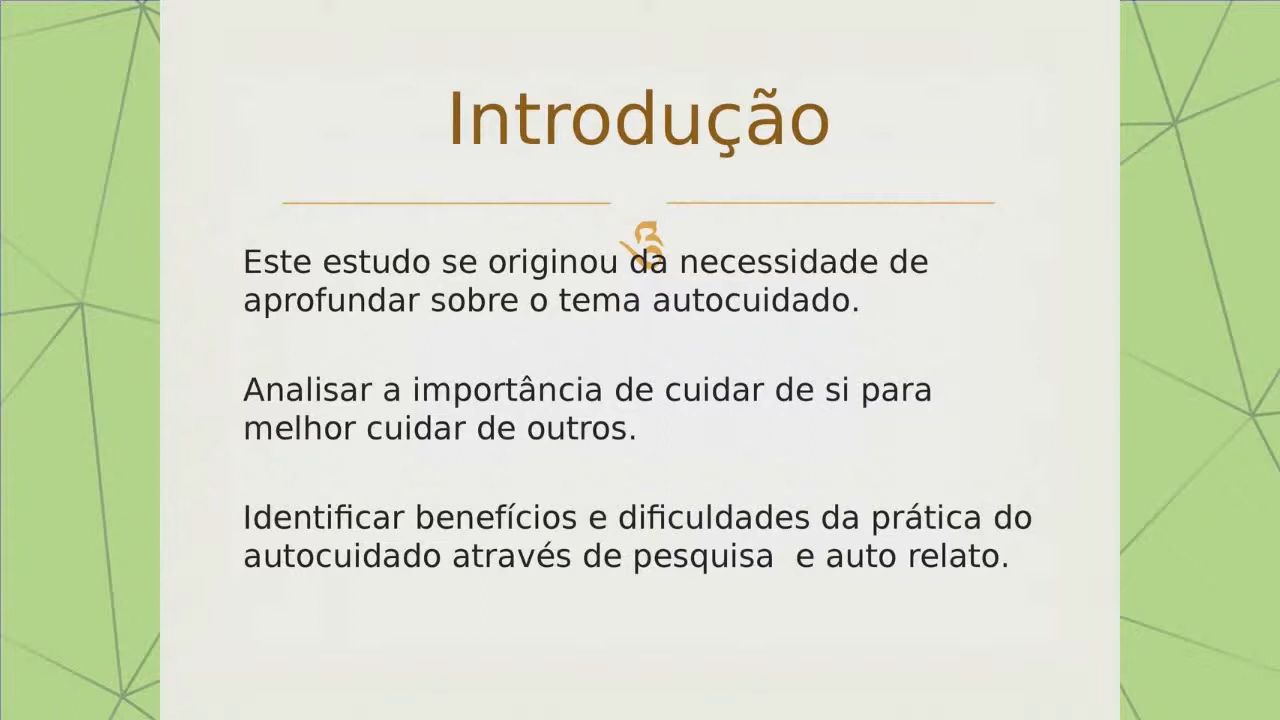 Introdução
Este estudo se originou da necessidade de
aprofundar sobre o tema autocuidado.
Analisar a importância de cuidar de si para
melhor cuidar de outros.
Identificar benefícios e dificuldades da prática do
autocuidado através de pesquisa  e auto relato.